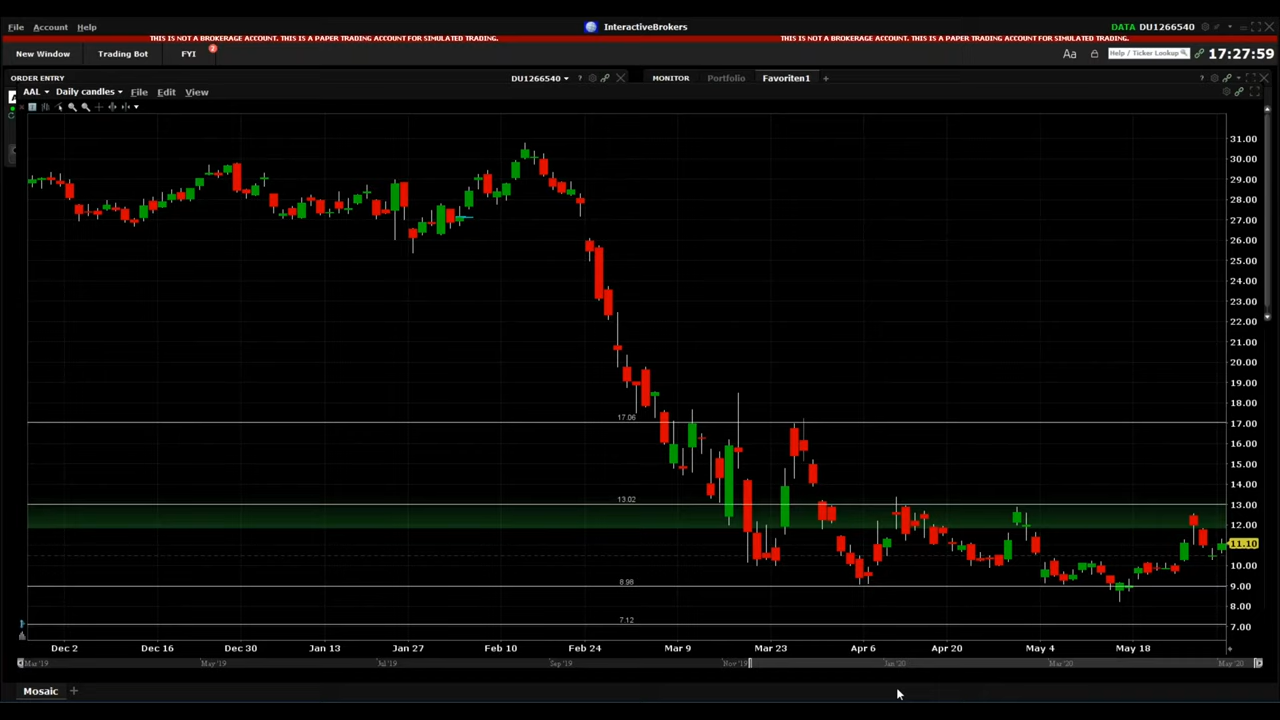 File Account Help
InteractiveBrokers
DATA DU1266540
THIS IS NOT A BROKERAGE ACCOUNT. THIS IS A PAPER TRADING ACCOUNT FOR SIMULATED TRADING.
THIS IS NOT A BROKERAGE ACCOUNT. THIS IS A PAPER TRADING ACCOUNT FOR SIMULATED TRADING.
New Window Trading Bot FYI 2
Aa Help / Ticker Lookup 17:27:59
ORDER ENTRY DU1266540 ?
MONITOR Portfolio Favoriten1 + ?
AAL Daily candles File Edit View
31.00
30.00
29.00
28.00
27.00
26.00
25.00
24.00
23.00
22.00
21.00
20.00
19.00
18.00
17.06
17.00
16.00
15.00
14.00
13.02
13.00
12.00
11.10
10.00
8.98
9.00
8.00
7.12
7.00
Dec 2 Dec 16 Dec 30 Jan 13 Jan 27 Feb 10 Feb 24 Mar 9 Mar 23 Apr 6 Apr 20 May 4 May 18
Mar '19 May '19 Jul '19 Sep '19 Nov '19 Jan '20 Mar '20 May '20
Mosaic +